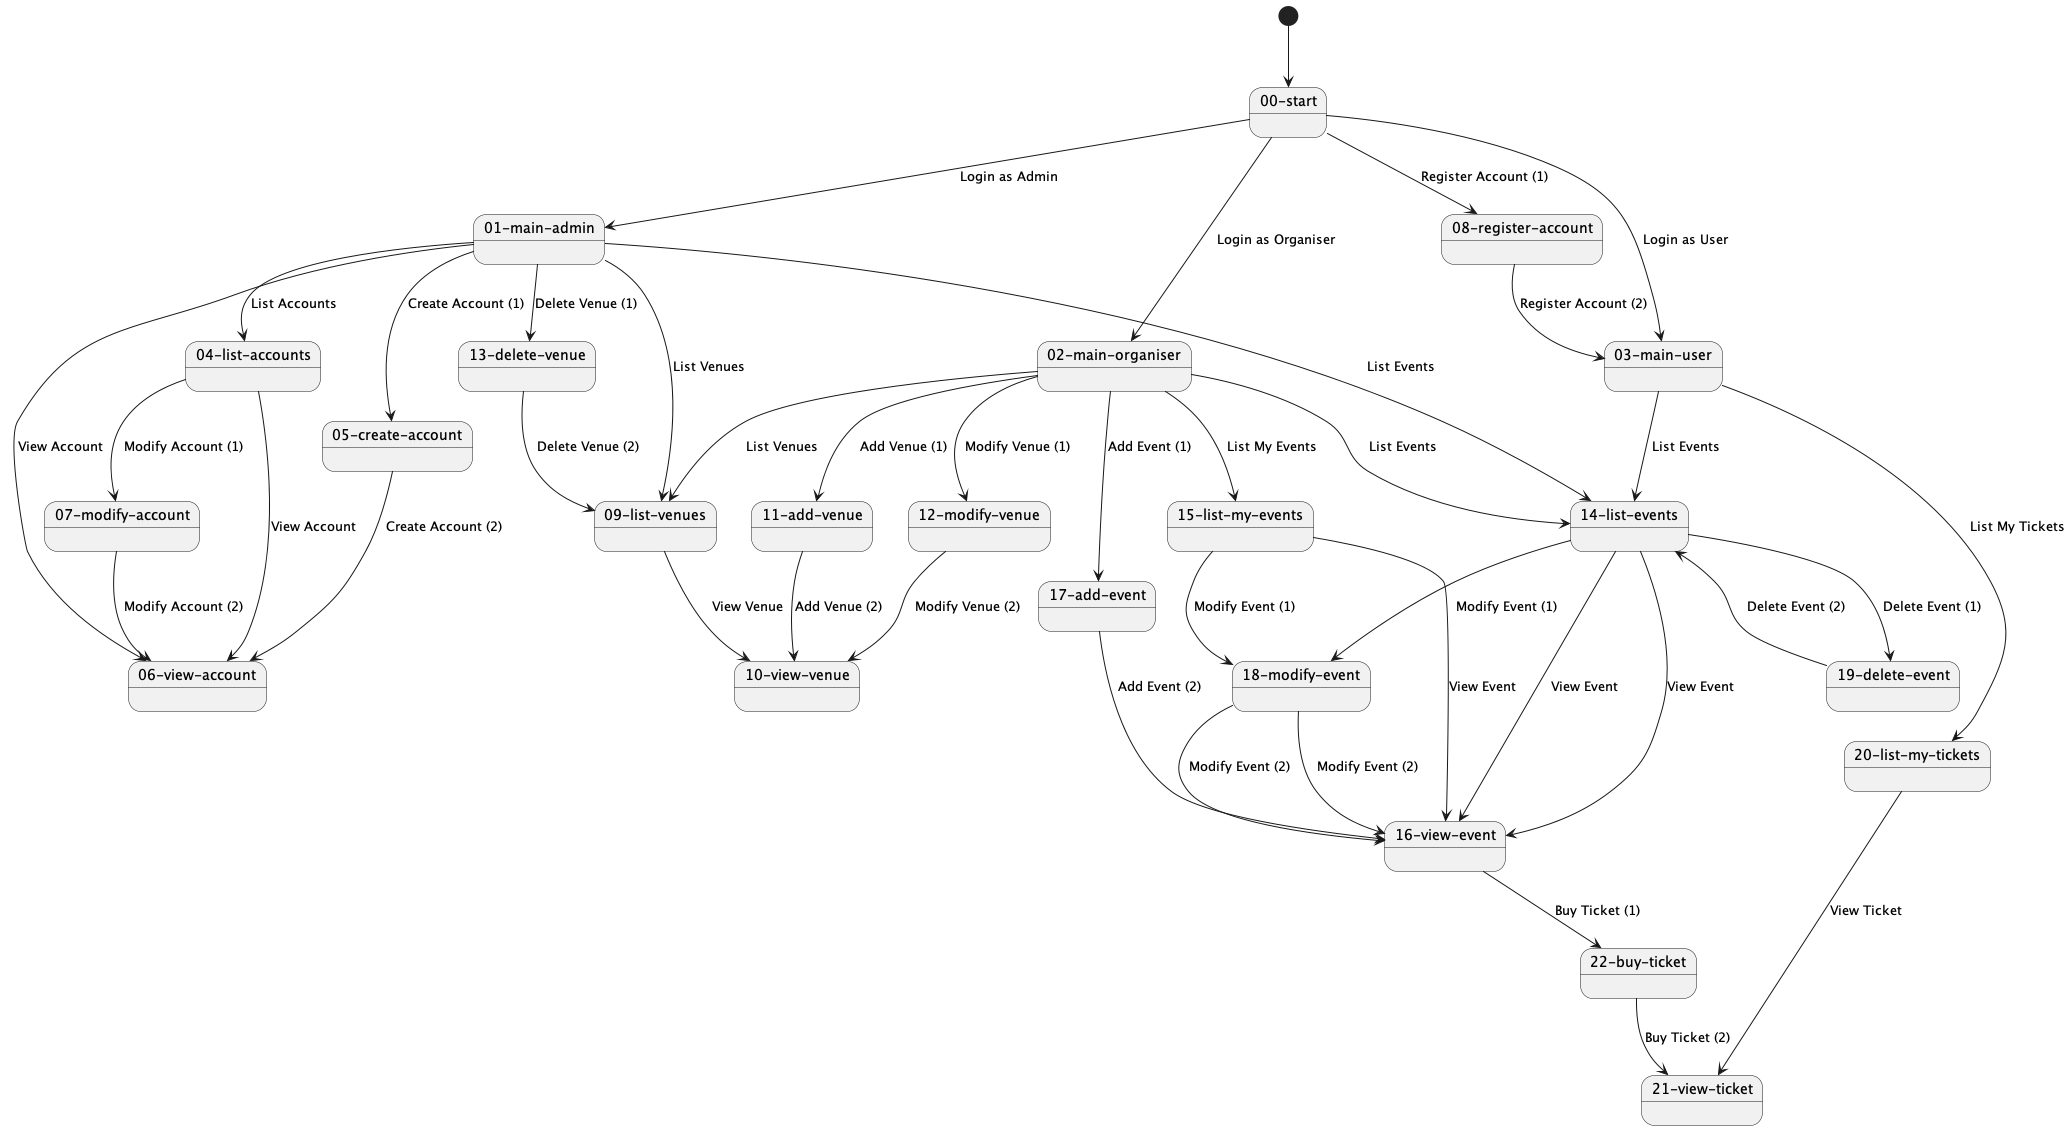 00-start
Login as Admin
Register Account (1)
01-main-admin
08-register-account
Login as Organiser
Login as User
List Accounts
Create Account (1)
Delete Venue (1)
Register Account (2)
04-list-accounts
13-delete-venue
02-main-organiser
03-main-user
List Venues
List Events
05-create-account
View Account
Modify Account (1)
Delete Venue (2)
List Venues
Add Venue (1)
Modify Venue (1)
Add Event (1)
List My Events
List Events
List Events
07-modify-account
09-list-venues
11-add-venue
12-modify-venue
15-list-my-events
14-list-events
View Account
Create Account (2)
List My Tickets
17-add-event
Modify Account (2)
View Venue
Add Venue (2)
Modify Venue (2)
Modify Event (1)
Modify Event (1)
Delete Event (2)
Delete Event (1)
06-view-account
10-view-venue
18-modify-event
19-delete-event
Add Event (2)
View Event
View Event
View Event
20-list-my-tickets
Modify Event (2)
Modify Event (2)
16-view-event
Buy Ticket (1)
View Ticket
22-buy-ticket
Buy Ticket (2)
21-view-ticket